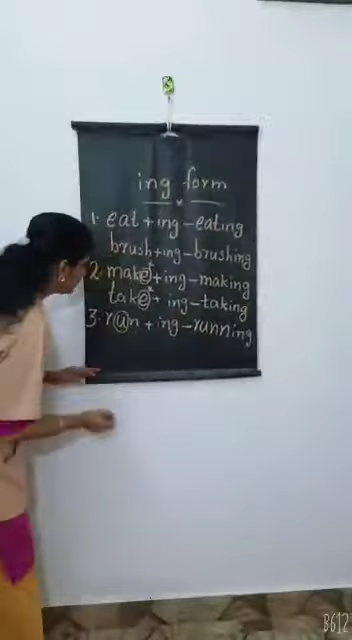 ing form
1. eat + ing - eating
brush + ing - brushing
2. make + ing - making
take + ing - taking
3. run + ing - running
B612